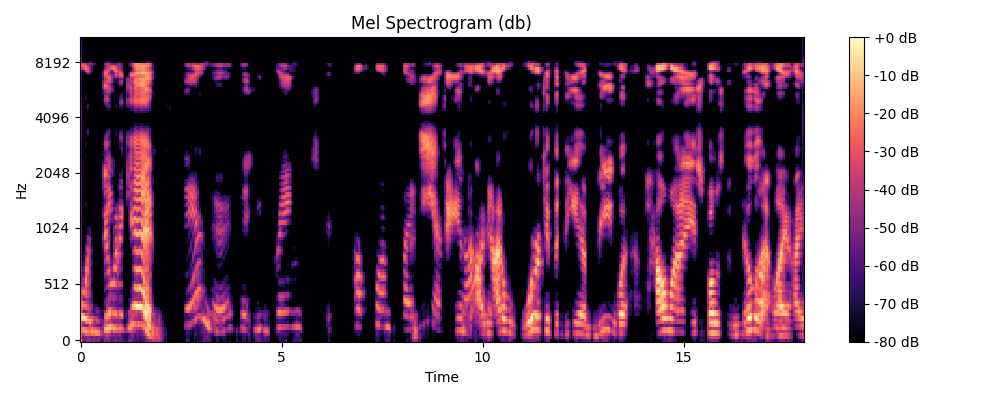 Mel Spectrogram (db)
8192
4096
2048
1024
512
0
Hz
0
5
10
15
Time
+0 dB
-10 dB
-20 dB
-30 dB
-40 dB
-50 dB
-60 dB
-70 dB
-80 dB